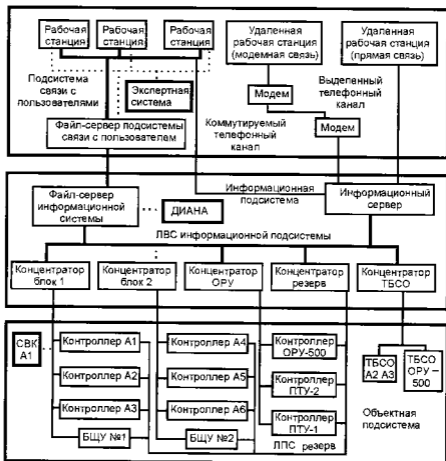 Рабочая станция
Рабочая станция
Рабочая станция
Удаленная рабочая станция (модемная связь)
Удаленная рабочая станция (прямая связь)
Подсистема связи с пользователями
Экспертная система
Модем
Выделенный телефонный канал
Коммутируемый телефонный канал
Модем
Файл-сервер подсистемы связи с пользователем
Файл-сервер информационной системы
ДИАНА
Информационная подсистема
Информационный сервер
ЛВС информационной подсистемы
Концентратор блок 1
Концентратор блок 2
Концентратор ОРУ
Концентратор резерв
Концентратор ТБСО
СВК А1
Контроллер А1
Контроллер А2
Контроллер А3
БЩУ №1
Контроллер А4
Контроллер А5
Контроллер А6
БЩУ №2
Контроллер ОРУ-500
Контроллер ПТУ-2
Контроллер ПТУ-1
ЛПС резерв
ТБСО А2 А3
ТБСО ОРУ – 500
Объектная подсистема